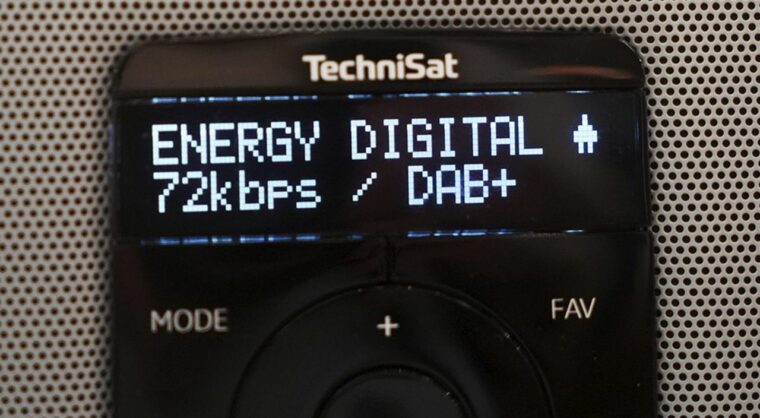 TechniSat
ENERGY DIGITAL
72kbps / DAB+
MODE
FAV
+